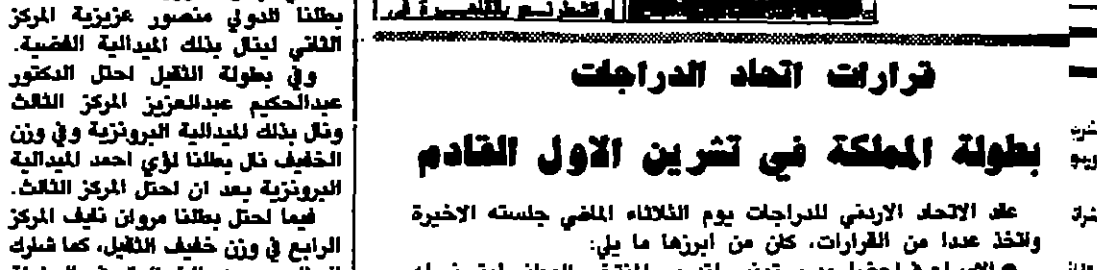 والشطرنج بالقاهرة في
قرارات اتحاد الدراجات
بطولة المملكة في تشرين الاول القادم
عقد الاتحاد الاردني للدراجات يوم الثلاثاء الماضي جلسته الاخيرة
واتخذ عددا من القرارات، كان من ابرزها ما يلي:
بطلنا الدولي منصور عزيزية المركز
الثاني لينال بذلك الميدالية الفضية.
وفي بطولة الثقيل احتل الدكتور
عبدالحكيم عبدالعزيز المركز الثالث
ونال بذلك الميدالية البرونزية وفي وزن
الخفيف نال بطلنا لؤي احمد الميدالية
البرونزية بعد ان احتل المركز الثالث.
فيما احتل بطلنا مروان نايف المركز
الرابع في وزن خفيف الثقيل، كما شارك